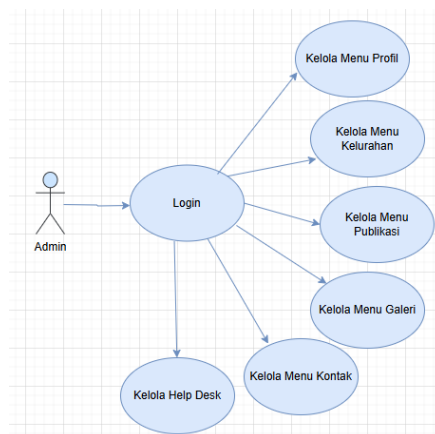 Kelola Menu Profil
Kelola Menu
Kelurahan
Login
Kelola Menu
Publikasi
Admin
Kelola Menu Galeri
Kelola Menu Kontak
Kelola Help Desk